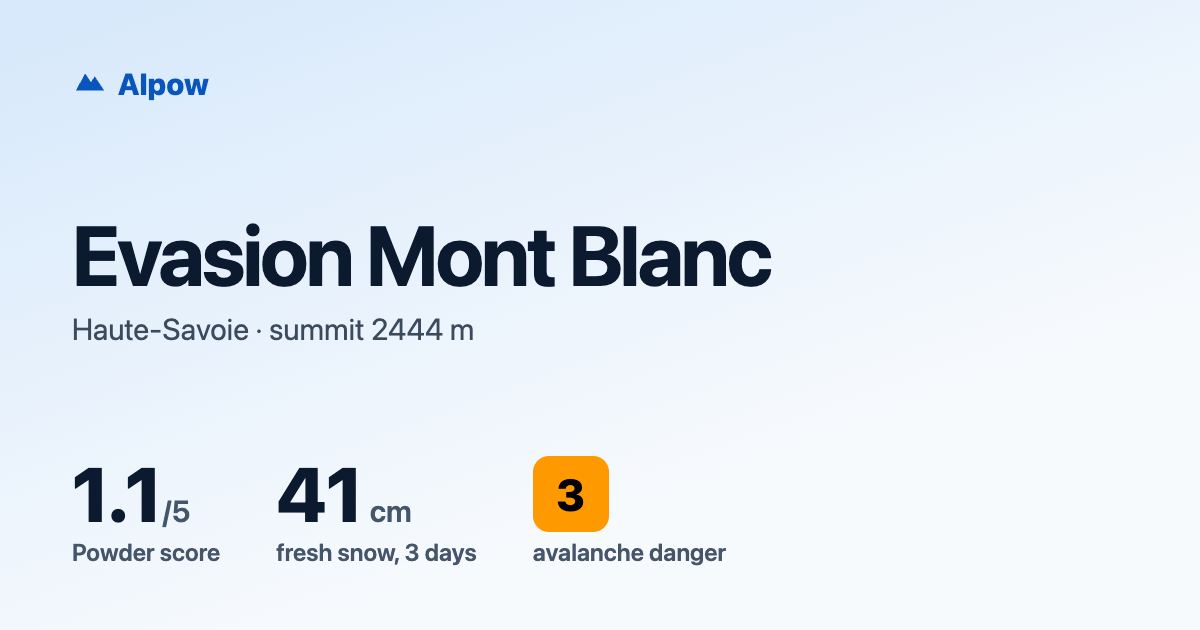 Alpow
Evasion Mont Blanc
Haute-Savoie · summit 2444 m
1.1/5
Powder score
41 cm
fresh snow, 3 days
3
avalanche danger